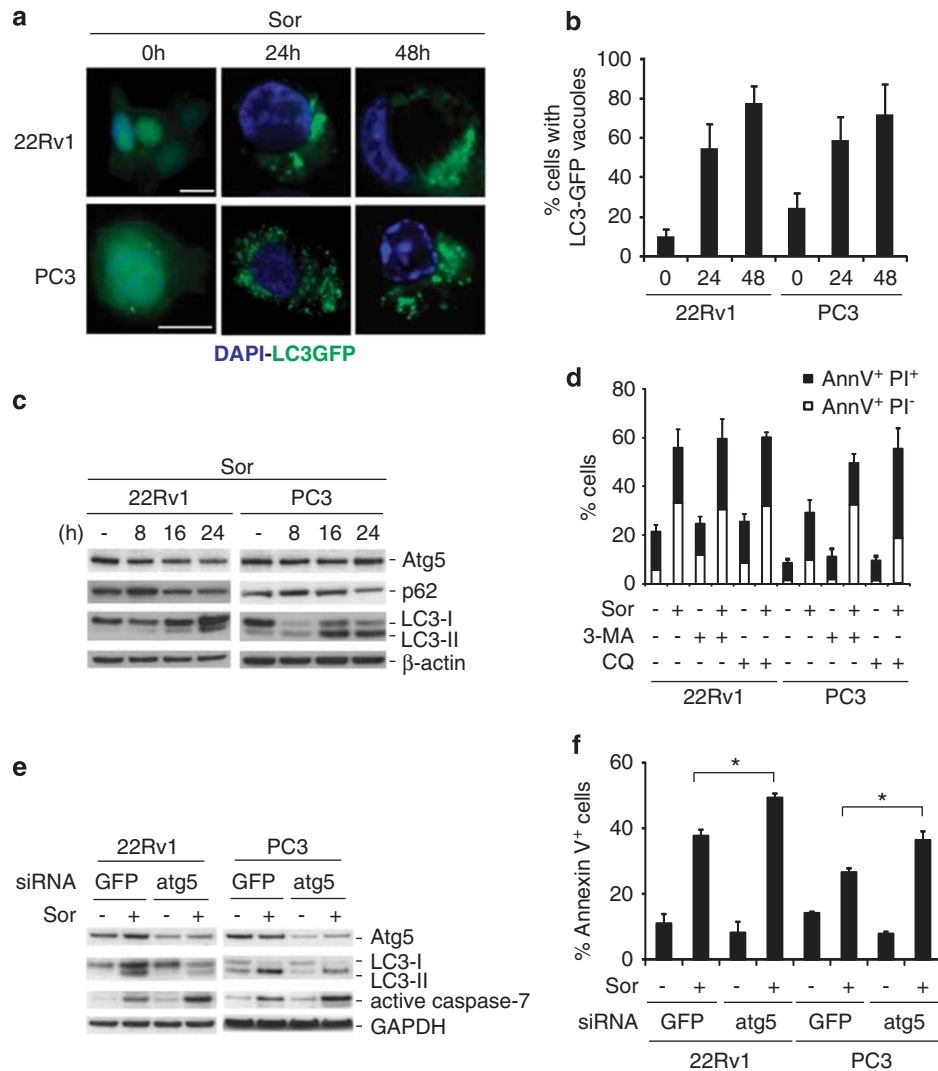 a
Sor
0h 24h 48h
22Rv1
PC3
DAPI-LC3GFP
b
% cells with
LC3-GFP vacuoles
100
80
60
40
20
0
0 24 48 0 24 48
22Rv1 PC3
c
Sor
22Rv1 PC3
(h) - 8 16 24 - 8 16 24
- Atg5
- p62
LC3-I
LC3-II
- β-actin
d
AnnV+ PI+
AnnV+ PI-
% cells
80
60
40
20
0
Sor - + - + - + - + - + - +
3-MA - - + + - - - - + + - -
CQ - - - - + + - - - - + +
22Rv1 PC3
e
22Rv1 PC3
siRNA GFP atg5 GFP atg5
Sor - + - + - + - +
- Atg5
LC3-I
LC3-II
- active caspase-7
- GAPDH
f
% Annexin V+ cells
60
40
20
0
* *
Sor - + - + - + - +
siRNA GFP atg5 GFP atg5
22Rv1 PC3